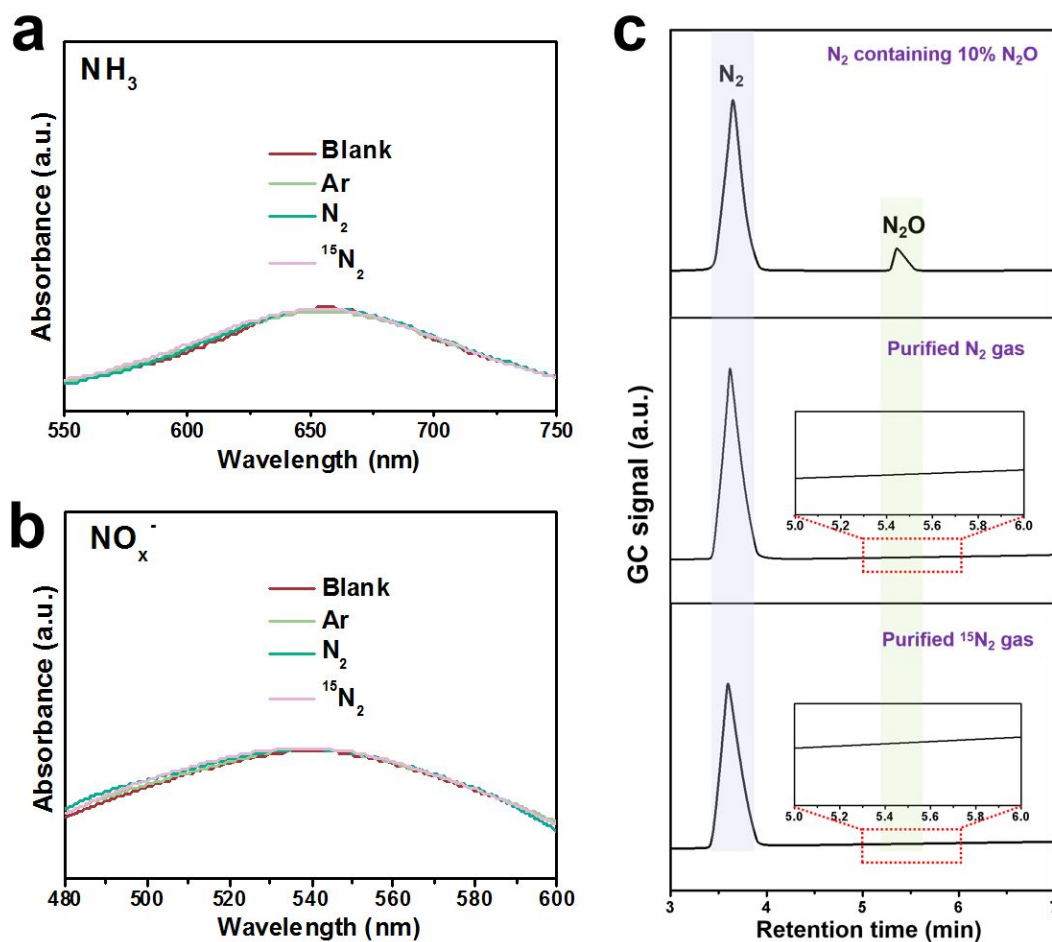 a
NH₃
Blank
Ar
N₂
¹⁵N₂
Absorbance (a.u.)
550 600 650 700 750
Wavelength (nm)
b
NOₓ⁻
Blank
Ar
N₂
¹⁵N₂
Absorbance (a.u.)
480 500 520 540 560 580 600
Wavelength (nm)
c
N₂ containing 10% N₂O
N₂
N₂O
Purified N₂ gas
5.0 5.2 5.4 5.6 5.8 6.0
GC signal (a.u.)
Purified ¹⁵N₂ gas
5.0 5.2 5.4 5.6 5.8 6.0
3 4 5 6 7
Retention time (min)